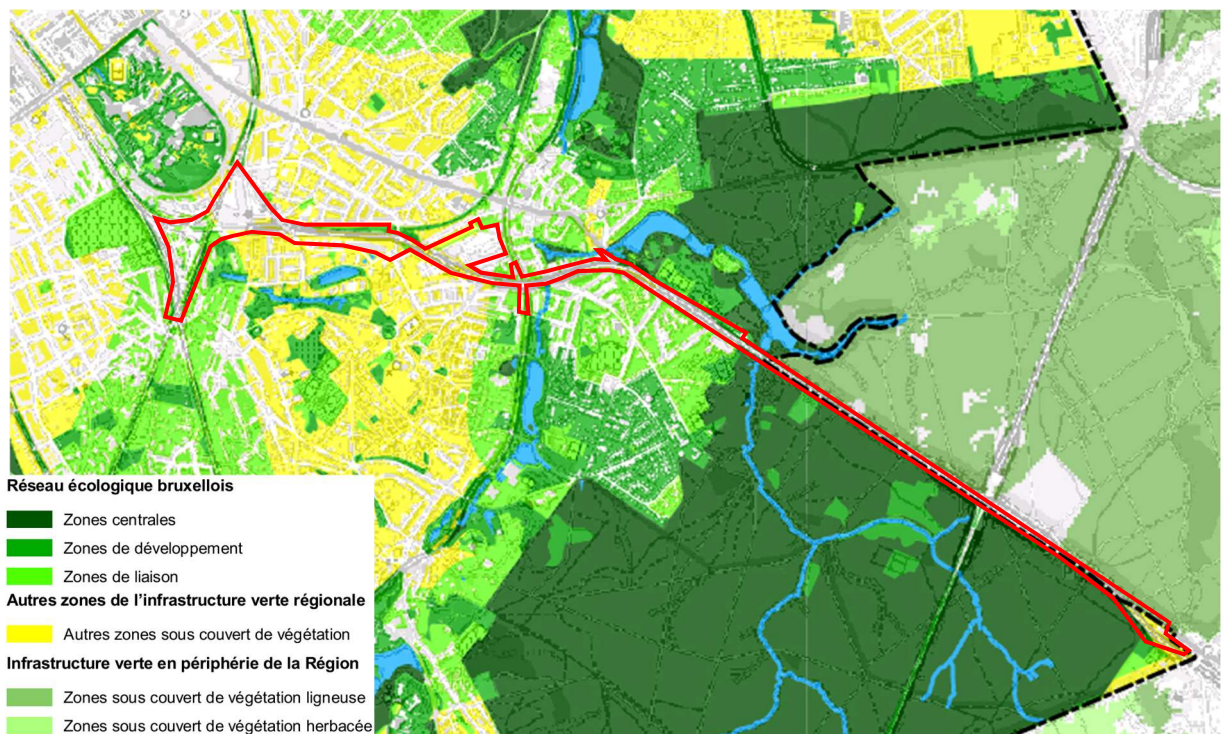 Réseau écologique bruxellois
Zones centrales
Zones de développement
Zones de liaison
Autres zones de l'infrastructure verte régionale
Autres zones sous couvert de végétation
Infrastructure verte en périphérie de la Région
Zones sous couvert de végétation ligneuse
Zones sous couvert de végétation herbacée